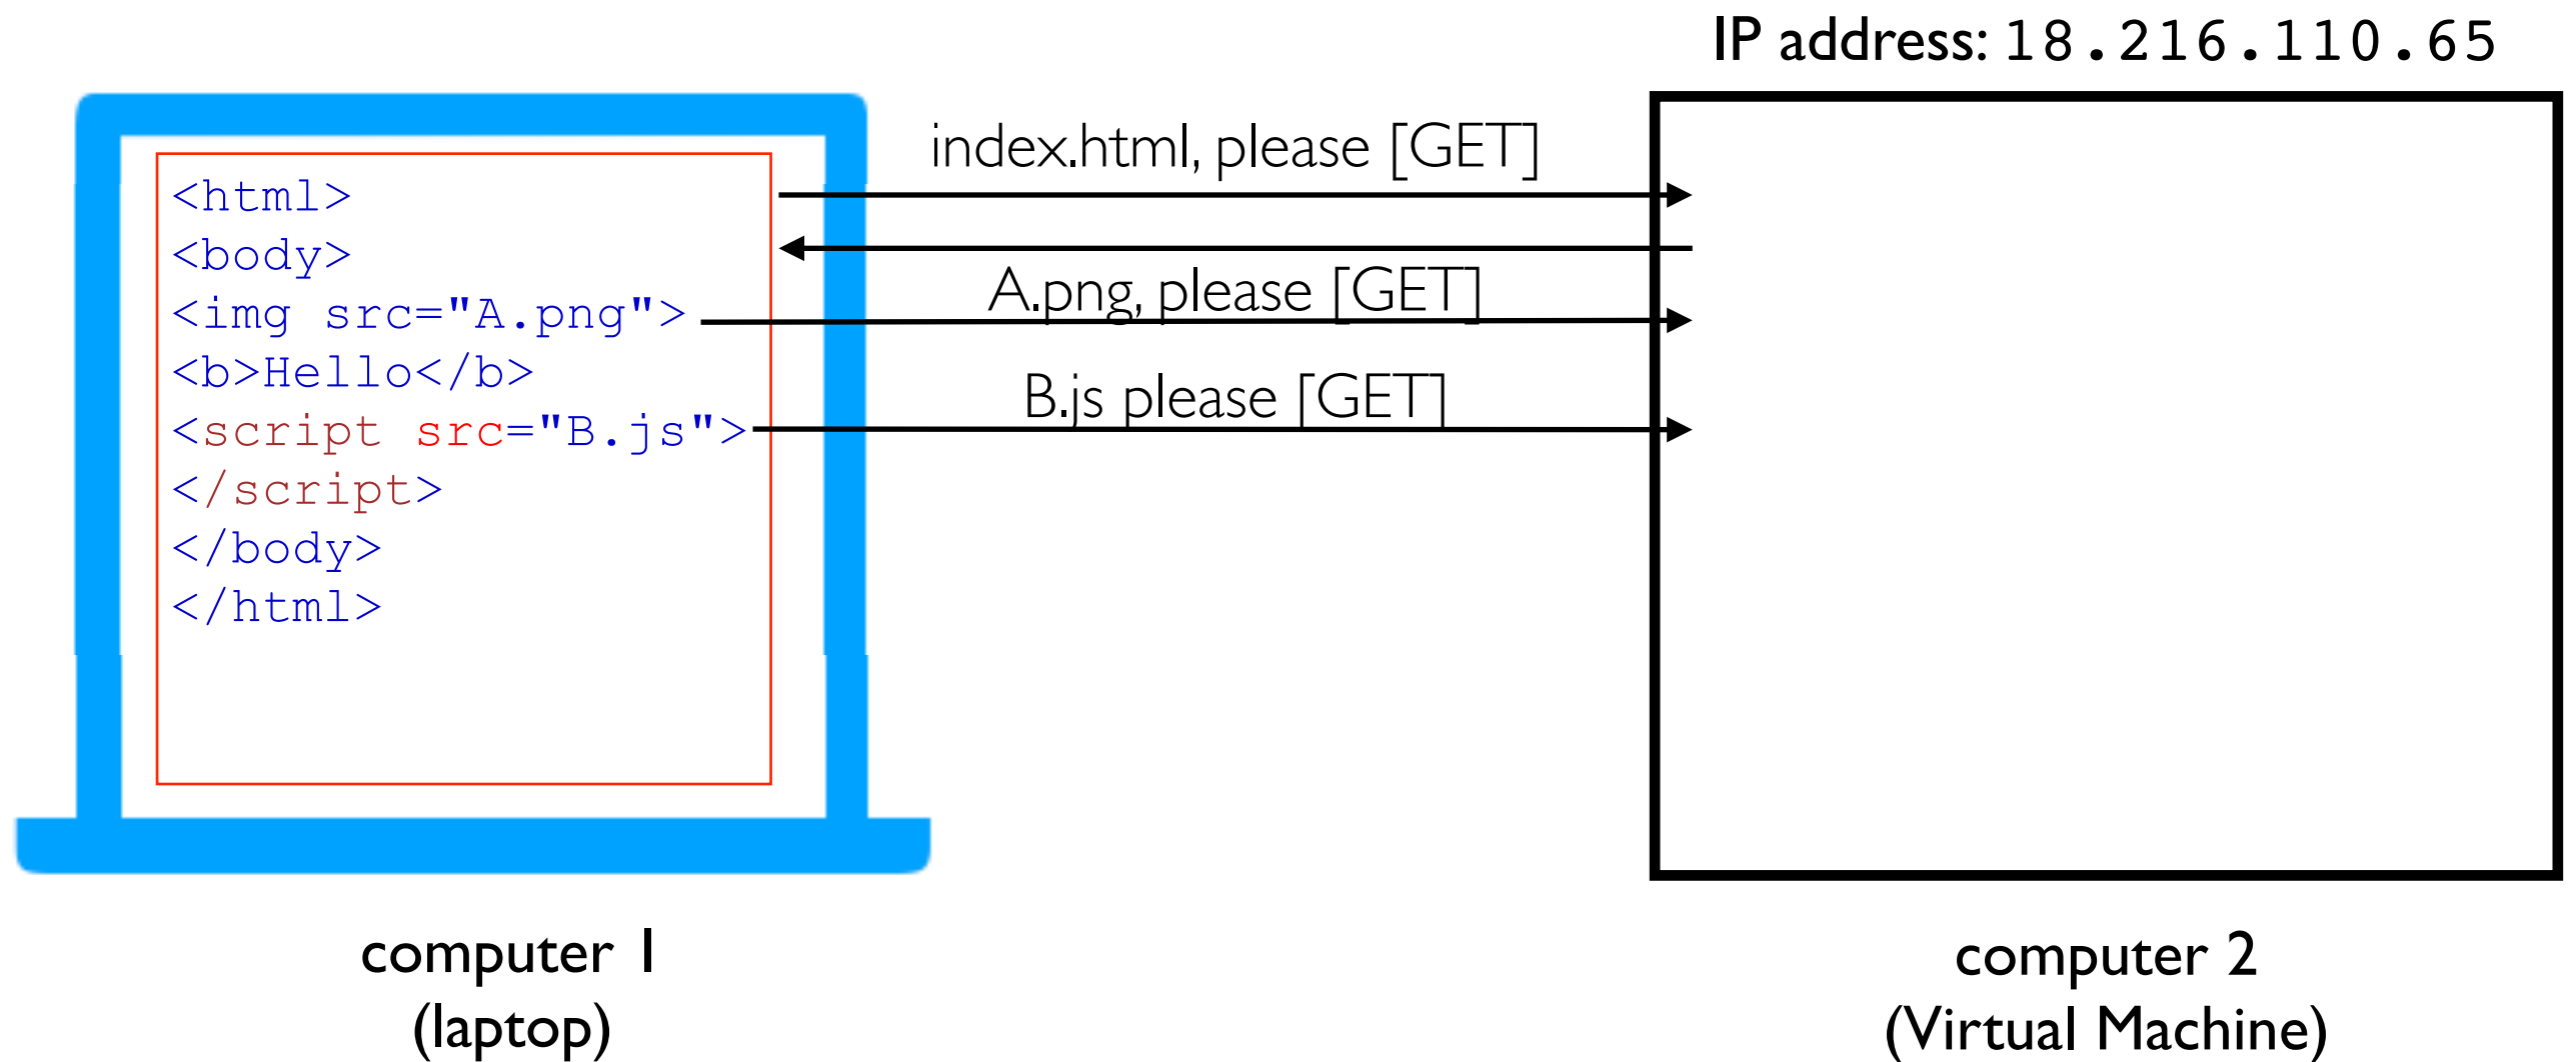 IP address: 18.216.110.65
index.html, please [GET]
<html>
<body>
<img src="A.png">
<b>Hello</b>
<script src="B.js">
</script>
</body>
</html>
A.png, please [GET]
B.js please [GET]
computer 1
(laptop)
computer 2
(Virtual Machine)